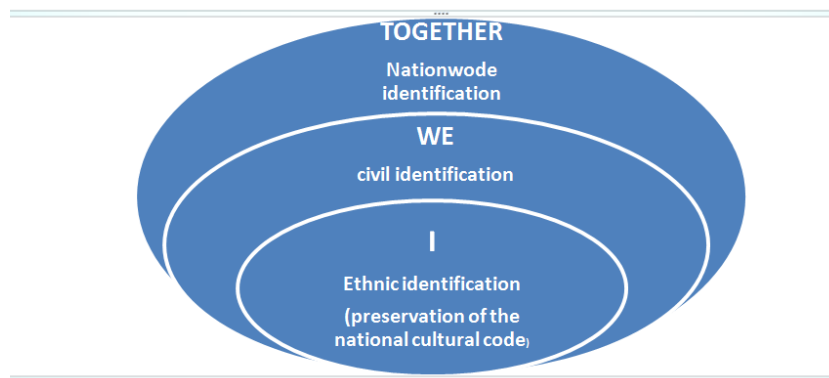 TOGETHER
Nationwode
identification
WE
civil identification
I
Ethnic identification
(preservation of the
national cultural code)